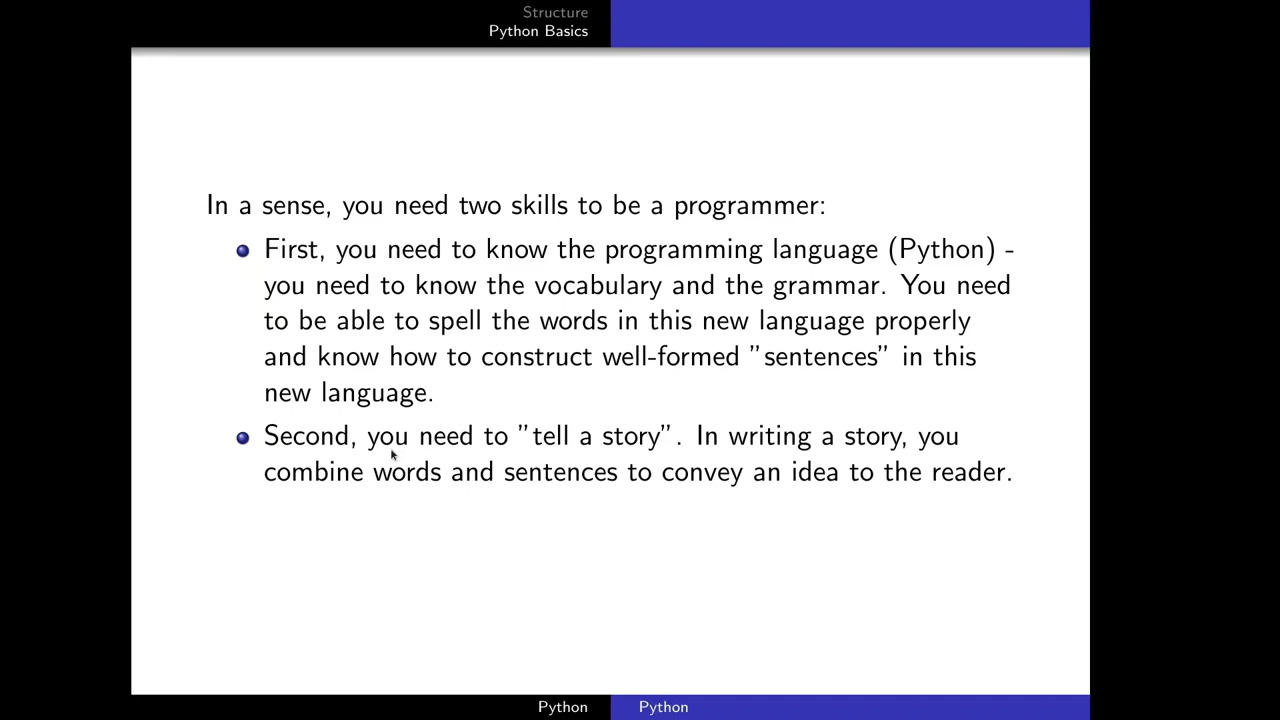 Structure
Python Basics
In a sense, you need two skills to be a programmer:
First, you need to know the programming language (Python) -
you need to know the vocabulary and the grammar. You need
to be able to spell the words in this new language properly
and know how to construct well-formed ”sentences” in this
new language.
Second, you need to ”tell a story”. In writing a story, you
combine words and sentences to convey an idea to the reader.
Python Python